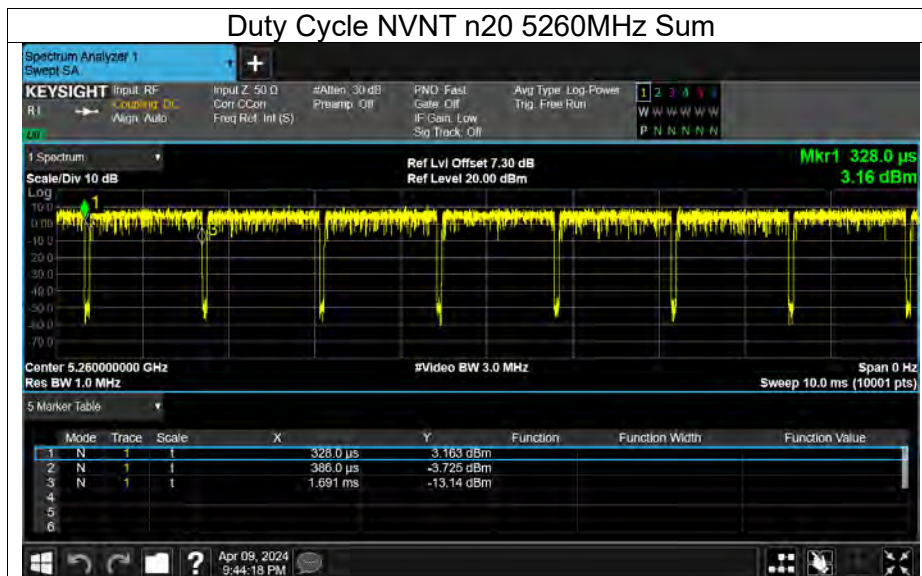 Duty Cycle NVNT n20 5260MHz Sum
Spectrum Analyzer 1
Swept SA
+
KEYSIGHT Input: RF Input Z: 50 Ω #Atten: 30 dB PNO: Fast Avg Type: Log-Power 1 2 3 4 5 6
Coupling: DC Corr CCorr Preamp: Off Gate: Off Trig: Free Run W W W W W W
Align: Auto Freq Ref: Int (S) IF Gain: Low
Sig Track: Off P N N N N N
1 Spectrum Ref Lvl Offset 7.30 dB Mkr1 328.0 µs
Scale/Div 10 dB Ref Level 20.00 dBm 3.16 dBm
Log
10.0
0.00
-10.0
-20.0
-30.0
-40.0
-50.0
-60.0
-70.0
1
3
Center 5.260000000 GHz #Video BW 3.0 MHz Span 0 Hz
Res BW 1.0 MHz Sweep 10.0 ms (10001 pts)
5 Marker Table
Mode Trace Scale X Y Function Function Width Function Value
1 N 1 t 328.0 µs 3.163 dBm
2 N 1 t 386.0 µs -3.725 dBm
3 N 1 t 1.691 ms -13.14 dBm
4
5
6
? Apr 09, 2024
9:44:18 PM